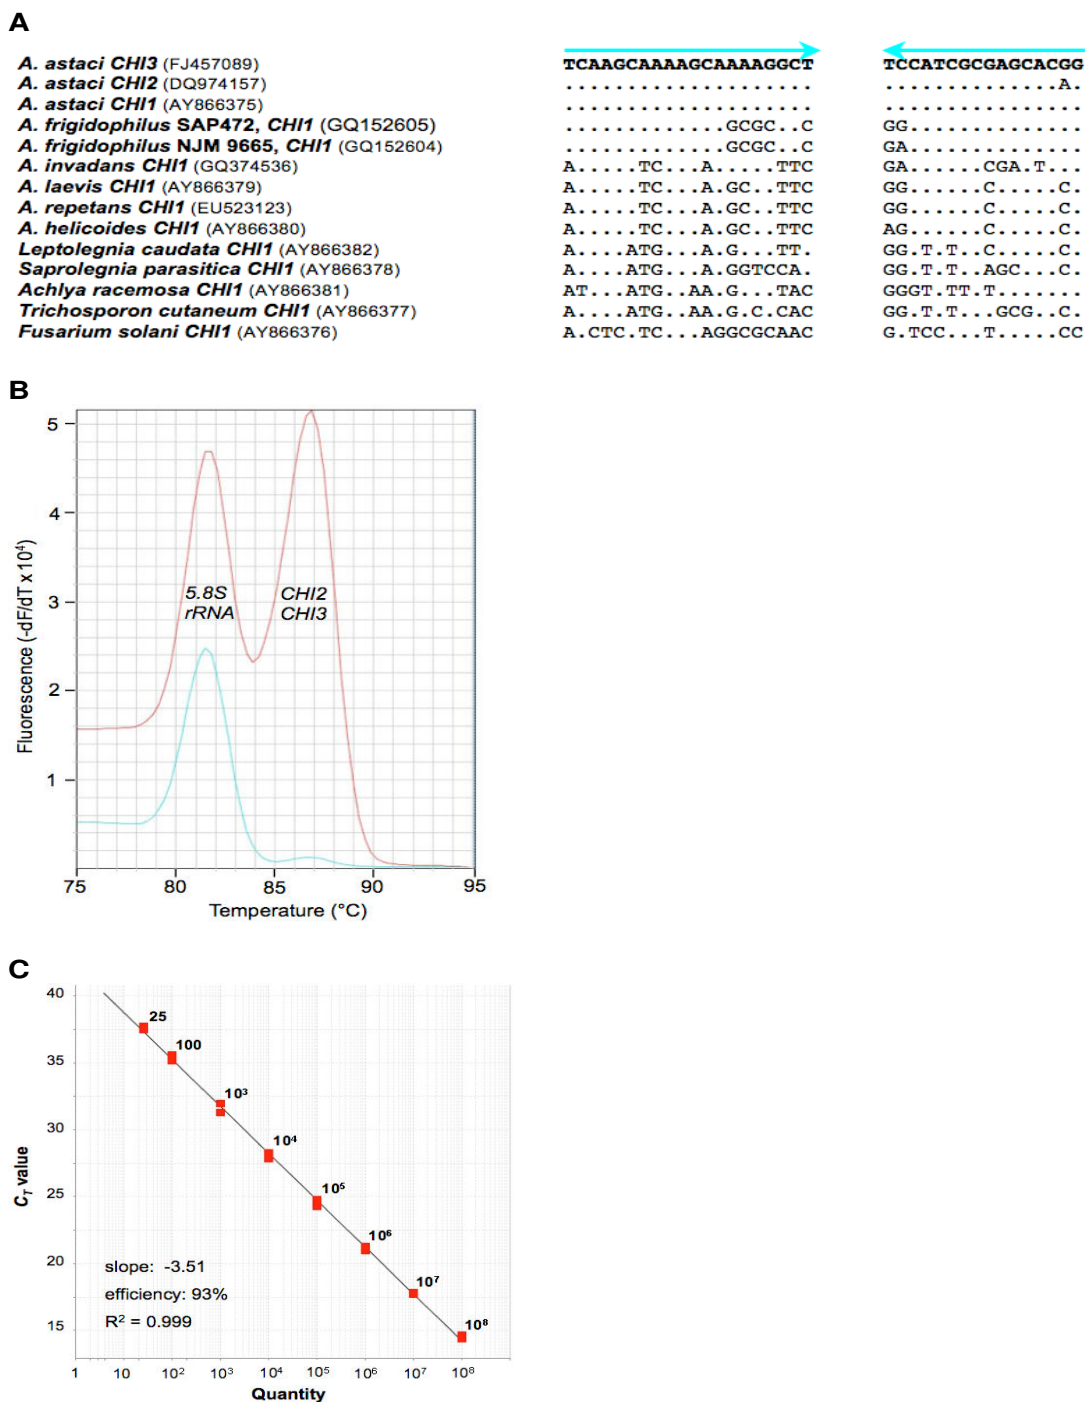 A
A. astaci CHI3 (FJ457089) TCAAGCAAAAGCAAAAGGCT TCCATCGCGAGCACGG
A. astaci CHI2 (DQ974157) .................... ..............A.
A. astaci CHI1 (AY866375) .................... ................
A. frigidophilus SAP472, CHI1 (GQ152605) .............GCGC..C GG..............
A. frigidophilus NJM 9665, CHI1 (GQ152604) .............GCGC..C GA..............
A. invadans CHI1 (GQ374536) A.....TC...A.....TTC GA......CGA.T...
A. laevis CHI1 (AY866379) A.....TC...A.GC..TTC GG......C.....C.
A. repetans CHI1 (EU523123) A.....TC...A.GC..TTC GG......C.....C.
A. helicoides CHI1 (AY866380) A.....TC...A.GC..TTC AG......C.....C.
Leptolegnia caudata CHI1 (AY866382) A....ATG...A.G...TT. GG.T.T..C.....C.
Saprolegnia parasitica CHI1 (AY866378) A....ATG...A.GGTCCA. GG.T.T..AGC...C.
Achlya racemosa CHI1 (AY866381) AT...ATG..AA.G...TAC GGGT.TT.T.......
Trichosporon cutaneum CHI1 (AY866377) A....ATG..AA.G.C.CAC GG.T.T...GCG..C.
Fusarium solani CHI1 (AY866376) A.CTC.TC...AGGCGCAAC G.TCC...T.....CC
B
Fluorescence (-dF/dT x 10⁴)
5
4
3
2
1
5.8S
rRNA
CHI2
CHI3
75 80 85 90 95
Temperature (°C)
C
C_T value
40
35
30
25
20
15
25
100
10³
10⁴
10⁵
10⁶
10⁷
10⁸
slope: -3.51
efficiency: 93%
R² = 0.999
1 10 10² 10³ 10⁴ 10⁵ 10⁶ 10⁷ 10⁸
Quantity